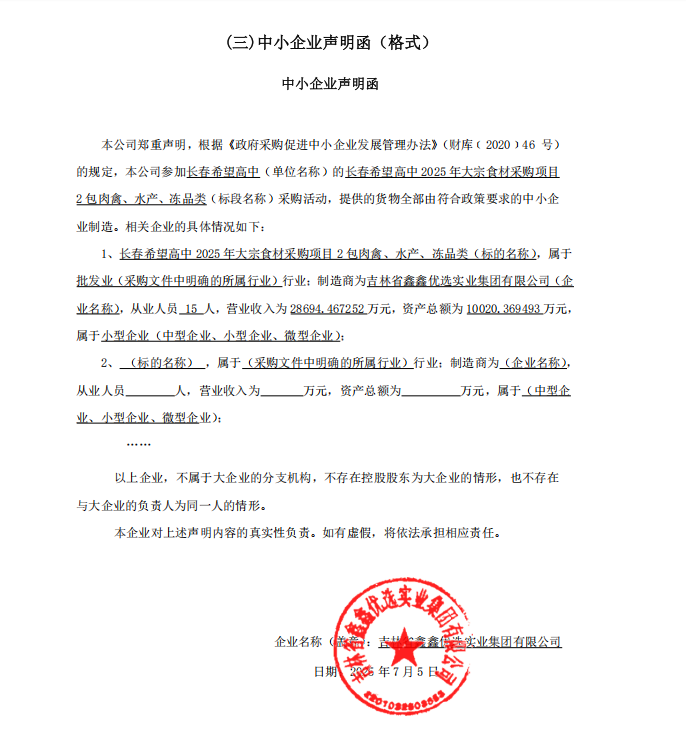 (三)中小企业声明函（格式）
中小企业声明函
本公司郑重声明，根据《政府采购促进中小企业发展管理办法》（财库﹝2020﹞46 号）
的规定，本公司参加长春希望高中（单位名称）的长春希望高中 2025 年大宗食材采购项目
2 包肉禽、水产、冻品类（标段名称）采购活动，提供的货物全部由符合政策要求的中小企
业制造。相关企业的具体情况如下：
1、长春希望高中 2025 年大宗食材采购项目 2 包肉禽、水产、冻品类（标的名称），属于
批发业（采购文件中明确的所属行业）行业；制造商为吉林省鑫鑫优选实业集团有限公司（企
业名称），从业人员 15 人，营业收入为 28694.467252 万元，资产总额为 10020.369493 万元，
属于小型企业（中型企业、小型企业、微型企业）；
2、 （标的名称） ，属于（采购文件中明确的所属行业）行业；制造商为（企业名称），
从业人员________人，营业收入为______万元，资产总额为________万元，属于（中型企
业、小型企业、微型企业）；
……
以上企业，不属于大企业的分支机构，不存在控股股东为大企业的情形，也不存在
与大企业的负责人为同一人的情形。
本企业对上述声明内容的真实性负责。如有虚假，将依法承担相应责任。
企业名称（盖章）：吉林省鑫鑫优选实业集团有限公司
日期 2025 年 7 月 5 日
吉林省鑫鑫优选实业集团有限公司